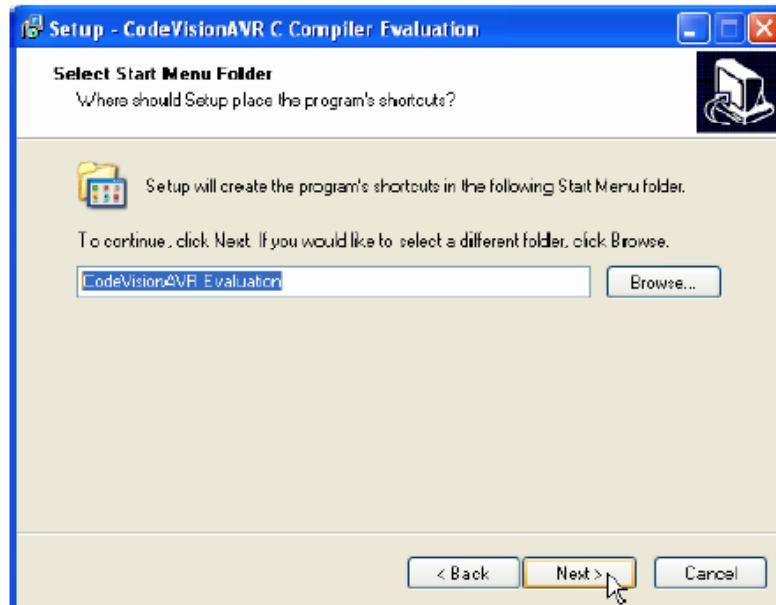 Setup - CodeVisionAVR C Compiler Evaluation
Select Start Menu Folder
Where should Setup place the program's shortcuts?
Setup will create the program's shortcuts in the following Start Menu folder.
To continue, click Next. If you would like to select a different folder, click Browse.
CodeVisionAVR Evaluation
Browse...
< Back
Next >
Cancel